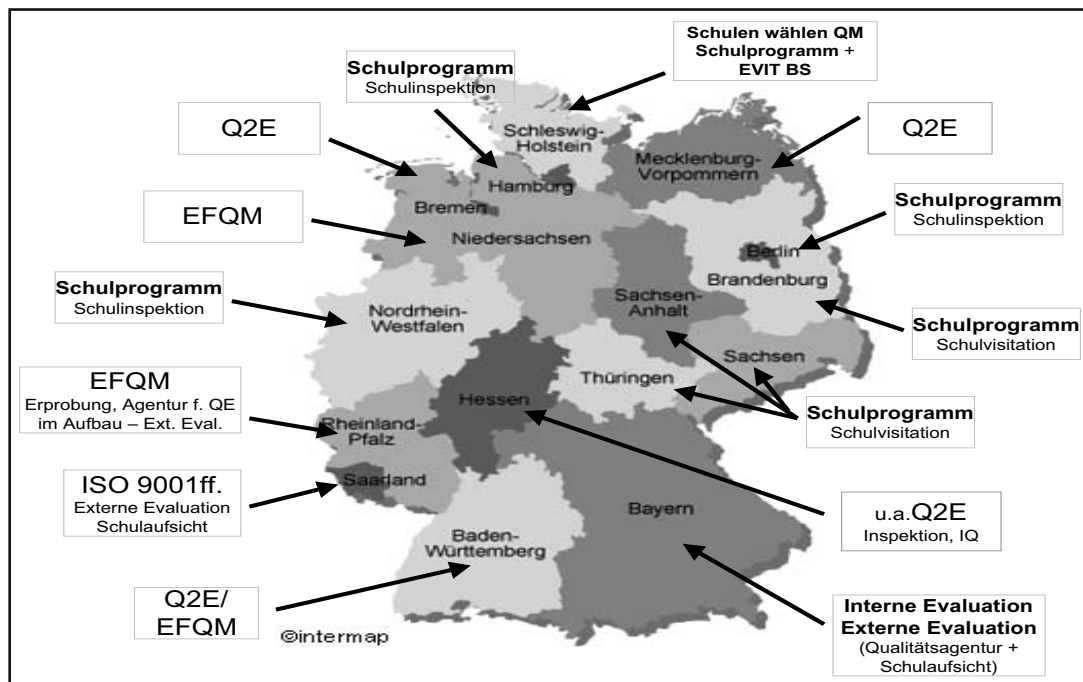 Schulen wählen QM
Schulprogramm +
EVIT BS
Schulprogramm
Schulinspektion
Q2E
Q2E
Schleswig-
Holstein
Mecklenburg-
Vorpommern
Hamburg
Bremen
EFQM
Niedersachsen
Schulprogramm
Schulinspektion
Berlin
Brandenburg
Schulprogramm
Schulinspektion
Nordrhein-
Westfalen
Sachsen-
Anhalt
Schulprogramm
Schulvisitation
Sachsen
Thüringen
EFQM
Erprobung, Agentur f. QE
im Aufbau – Ext. Eval.
Hessen
Schulprogramm
Schulvisitation
Rheinland-
Pfalz
Saarland
ISO 9001ff.
Externe Evaluation
Schulaufsicht
Bayern
u.a.Q2E
Inspektion, IQ
Baden-
Württemberg
Q2E/
EFQM
Interne Evaluation
Externe Evaluation
(Qualitätsagentur +
Schulaufsicht)
©intermap